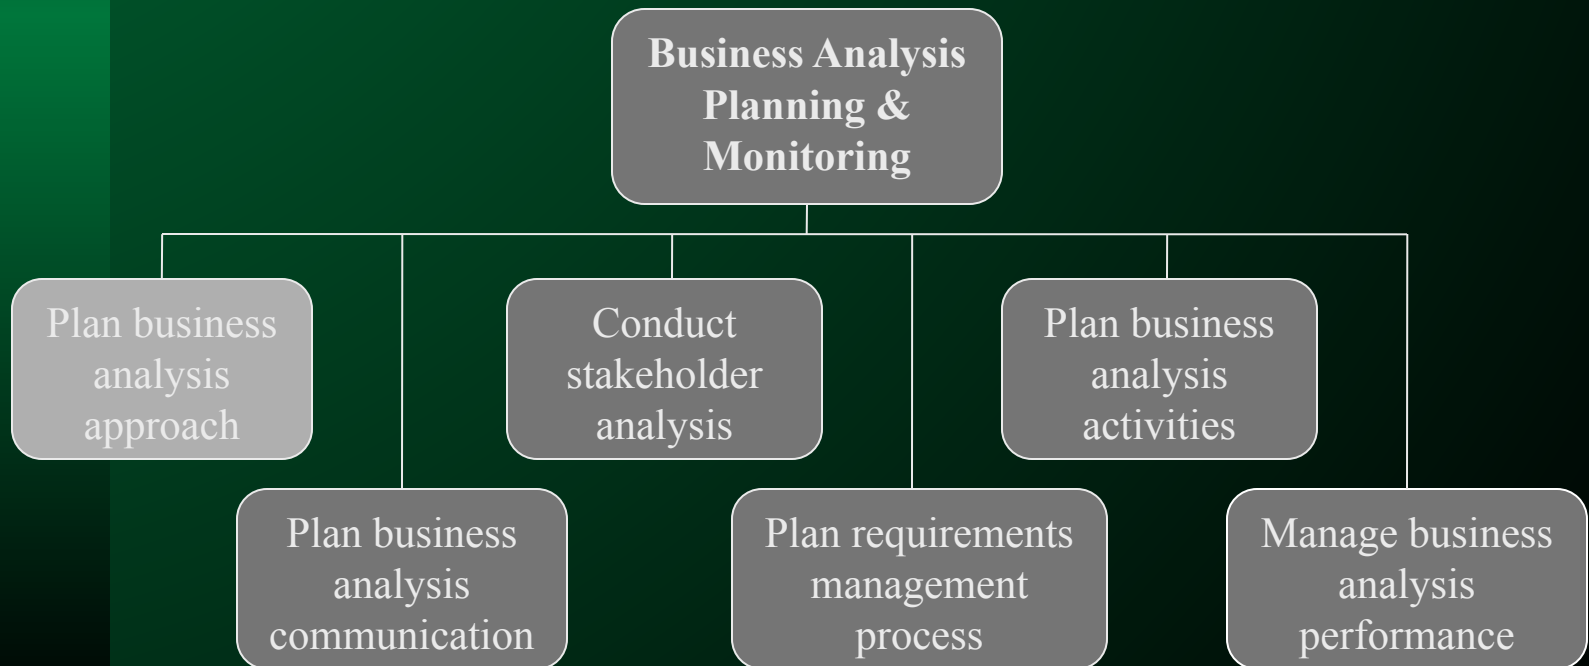 Business Analysis
Planning &
Monitoring
Plan business
analysis
approach
Conduct
stakeholder
analysis
Plan business
analysis
activities
Plan business
analysis
communication
Plan requirements
management
process
Manage business
analysis
performance